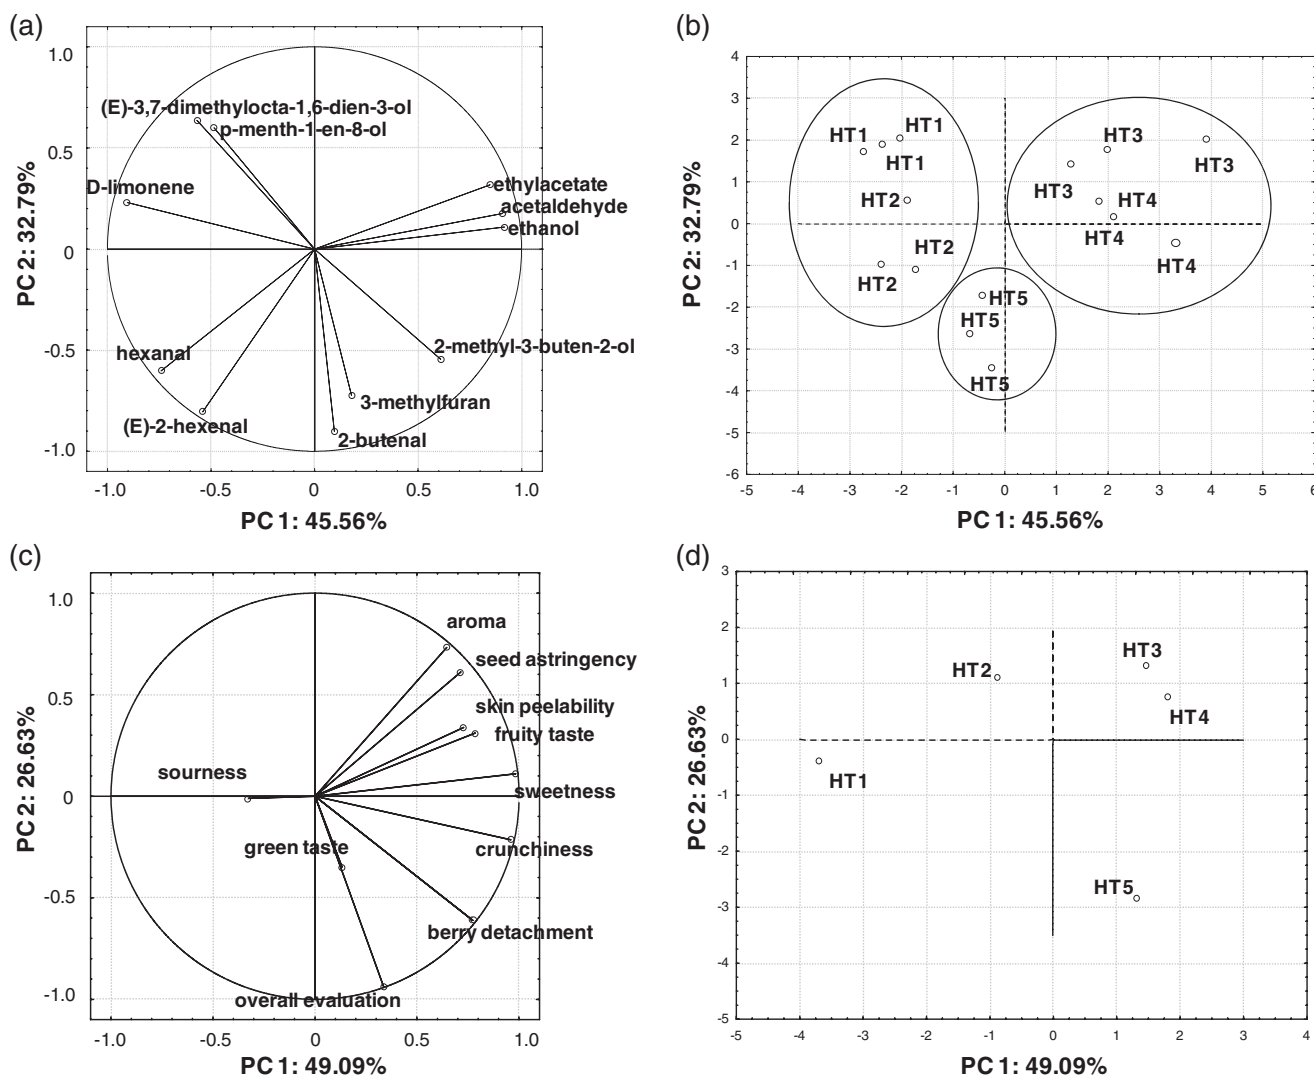 (a)
1.0
0.5
0
-0.5
-1.0
PC 2: 32.79%
(E)-3,7-dimethylocta-1,6-dien-3-ol
p-menth-1-en-8-ol
D-limonene
ethylacetate
acetaldehyde
ethanol
hexanal
2-methyl-3-buten-2-ol
3-methylfuran
(E)-2-hexenal
2-butenal
-1.0 -0.5 0 0.5 1.0
PC 1: 45.56%
(b)
4
3
2
1
0
-1
-2
-3
-4
-5
-6
PC 2: 32.79%
HT1 HT1
HT1
HT2
HT2
HT2
HT3
HT3
HT3
HT4
HT4
HT4
HT5
HT5
HT5
-5 -4 -3 -2 -1 0 1 2 3 4 5 6
PC 1: 45.56%
(c)
1.0
0.5
0
-0.5
-1.0
PC 2: 26.63%
aroma
seed astringency
skin peelability
fruity taste
sourness
sweetness
green taste
crunchiness
berry detachment
overall evaluation
-1.0 -0.5 0 0.5 1.0
PC 1: 49.09%
(d)
3
2
1
0
-1
-2
-3
-4
-5
PC 2: 26.63%
HT2
HT3
HT4
HT1
HT5
-5 -4 -3 -2 -1 0 1 2 3 4
PC 1: 49.09%